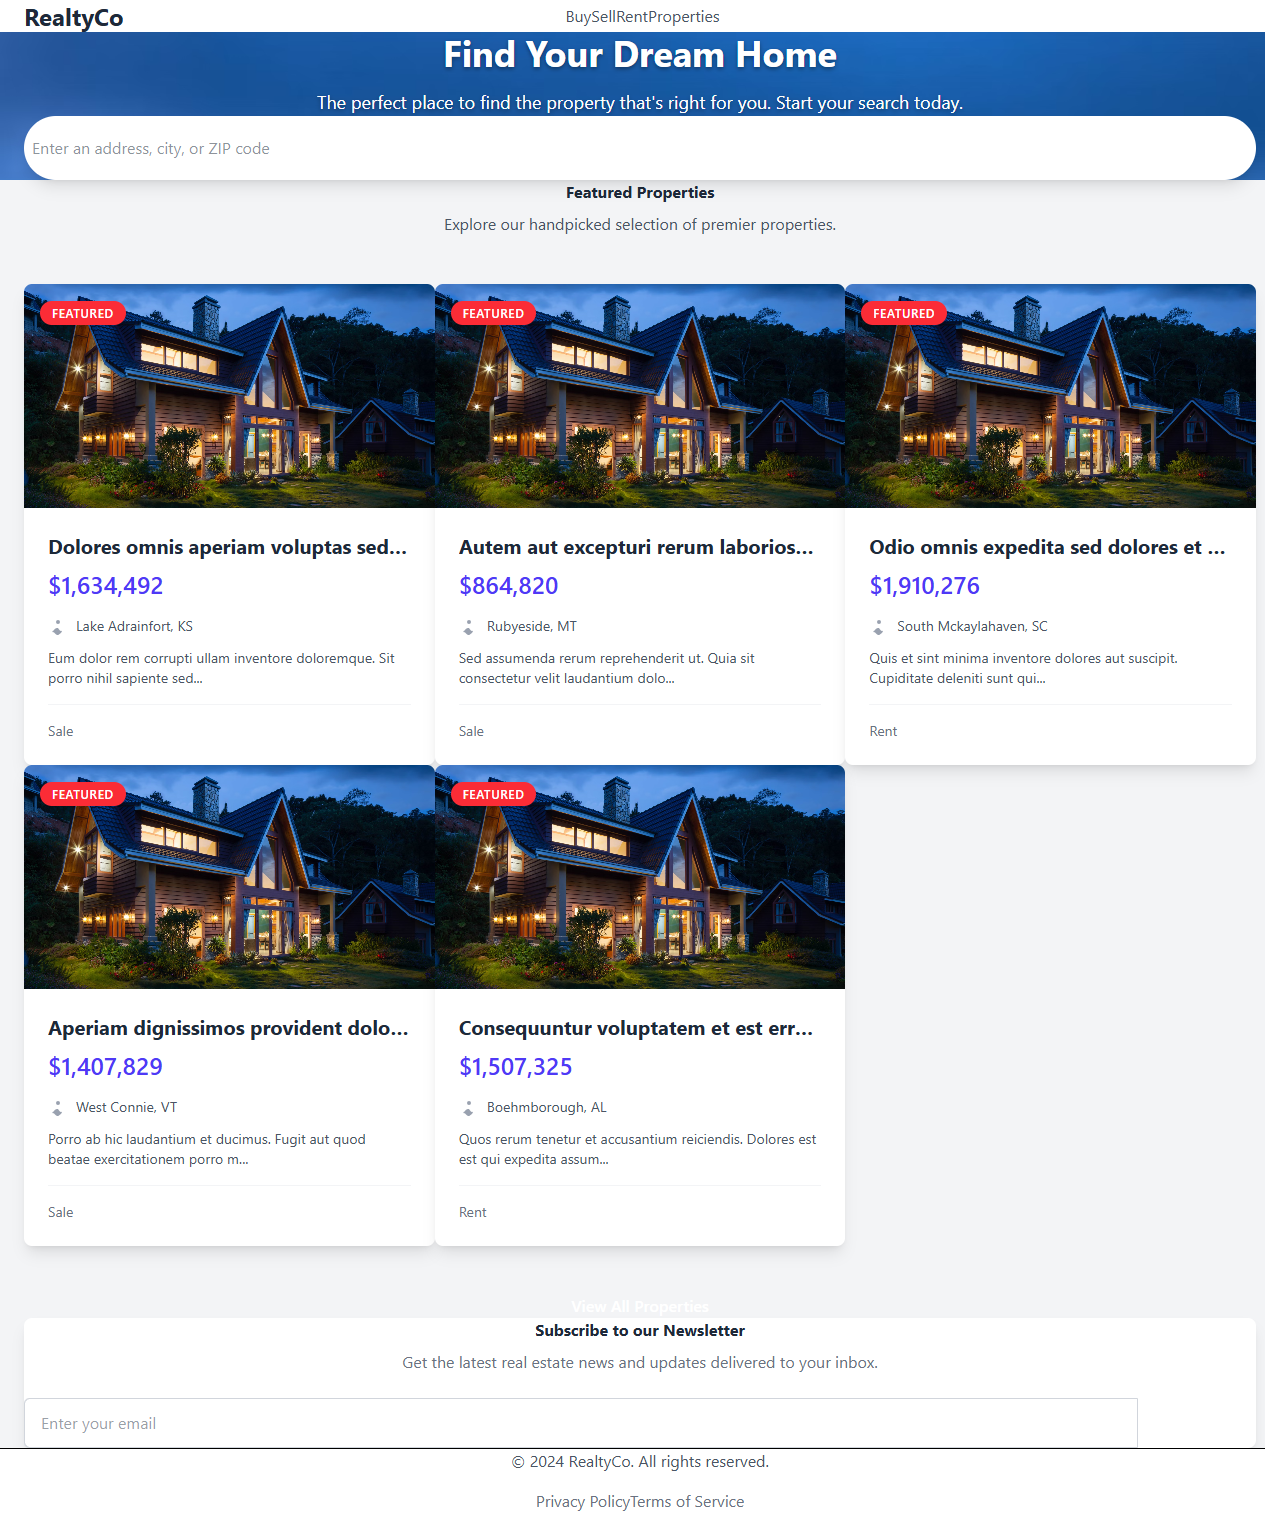 RealtyCo
BuySellRentProperties
Find Your Dream Home
The perfect place to find the property that's right for you. Start your search today.
Enter an address, city, or ZIP code
Featured Properties
Explore our handpicked selection of premier properties.
FEATURED
FEATURED
FEATURED
Dolores omnis aperiam voluptas sed...
Autem aut excepturi rerum laborios...
Odio omnis expedita sed dolores et ...
$1,634,492
$864,820
$1,910,276
Lake Adrainfort, KS
Rubyeside, MT
South Mckaylahaven, SC
Eum dolor rem corrupti ullam inventore doloremque. Sit
porro nihil sapiente sed...
Sed assumenda rerum reprehenderit ut. Quia sit
consectetur velit laudantium dolo...
Quis et sint minima inventore dolores aut suscipit.
Cupiditate deleniti sunt qui...
Sale
Sale
Rent
FEATURED
FEATURED
Aperiam dignissimos provident dolo...
Consequuntur voluptatem et est err...
$1,407,829
$1,507,325
West Connie, VT
Boehmborough, AL
Porro ab hic laudantium et ducimus. Fugit aut quod
beatae exercitationem porro m...
Quos rerum tenetur et accusantium reiciendis. Dolores est
est qui expedita assum...
Sale
Rent
View All Properties
Subscribe to our Newsletter
Get the latest real estate news and updates delivered to your inbox.
Enter your email
© 2024 RealtyCo. All rights reserved.
Privacy PolicyTerms of Service